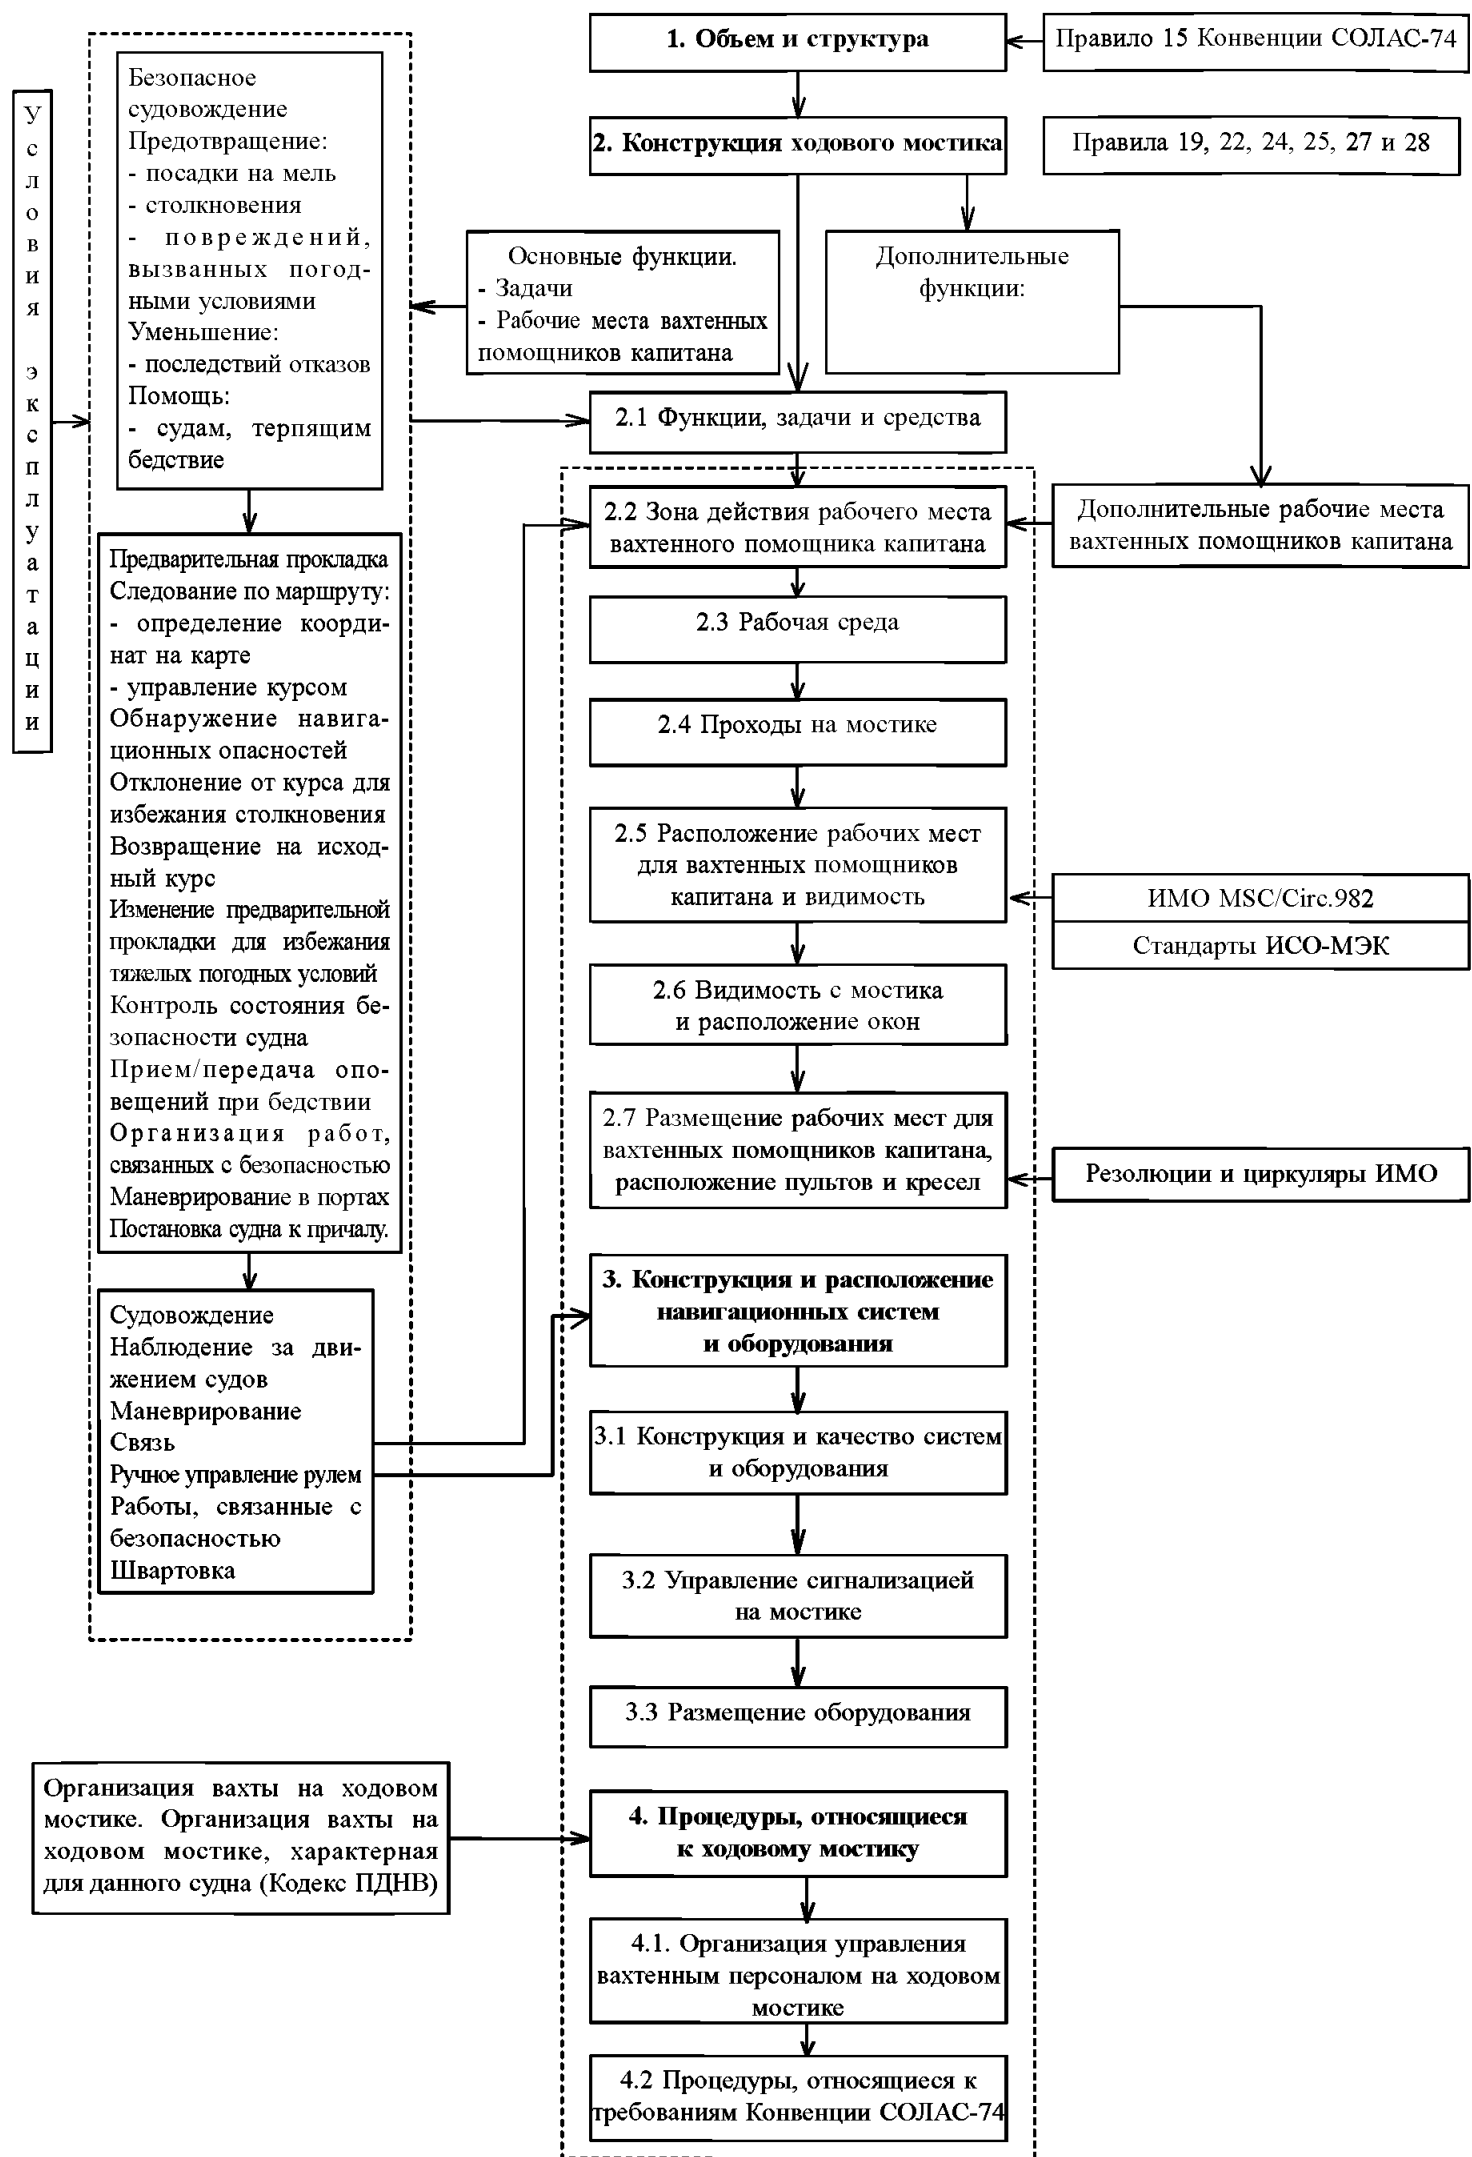 1. Объем и структура
Правило 15 Конвенции СОЛАС-74
2. Конструкция ходового мостика
Правила 19, 22, 24, 25, 27 и 28
Условия эксплуатации
Безопасное
судовождение
Предотвращение:
- посадки на мель
- столкновения
- повреждений,
вызванных погод-
ными условиями
Уменьшение:
- последствий отказов
Помощь:
- судам, терпящим
бедствие
Основные функции.
- Задачи
- Рабочие места вахтенных
помощников капитана
Дополнительные
функции:
2.1 Функции, задачи и средства
2.2 Зона действия рабочего места
вахтенного помощника капитана
Дополнительные рабочие места
вахтенных помощников капитана
Предварительная прокладка
Следование по маршруту:
- определение коорди-
нат на карте
- управление курсом
Обнаружение навига-
ционных опасностей
Отклонение от курса для
избежания столкновения
Возвращение на исход-
ный курс
Изменение предварительной
прокладки для избежания
тяжелых погодных условий
Контроль состояния бе-
зопасности судна
Прием/передача опо-
вещений при бедствии
Организация работ,
связанных с безопасностью
Маневрирование в портах
Постановка судна к причалу.
2.3 Рабочая среда
2.4 Проходы на мостике
2.5 Расположение рабочих мест
для вахтенных помощников
капитана и видимость
ИМО MSC/Circ.982
Стандарты ИСО-МЭК
2.6 Видимость с мостика
и расположение окон
2.7 Размещение рабочих мест для
вахтенных помощников капитана,
расположение пультов и кресел
Резолюции и циркуляры ИМО
Судовождение
Наблюдение за дви-
жением судов
Маневрирование
Связь
Ручное управление рулем
Работы, связанные с
безопасностью
Швартовка
3. Конструкция и расположение
навигационных систем
и оборудования
3.1 Конструкция и качество систем
и оборудования
3.2 Управление сигнализацией
на мостике
3.3 Размещение оборудования
Организация вахты на ходовом
мостике. Организация вахты на
ходовом мостике, характерная
для данного судна (Кодекс ПДНВ)
4. Процедуры, относящиеся
к ходовому мостику
4.1. Организация управления
вахтенным персоналом на ходовом
мостике
4.2 Процедуры, относящиеся к
требованиям Конвенции СОЛАС-74